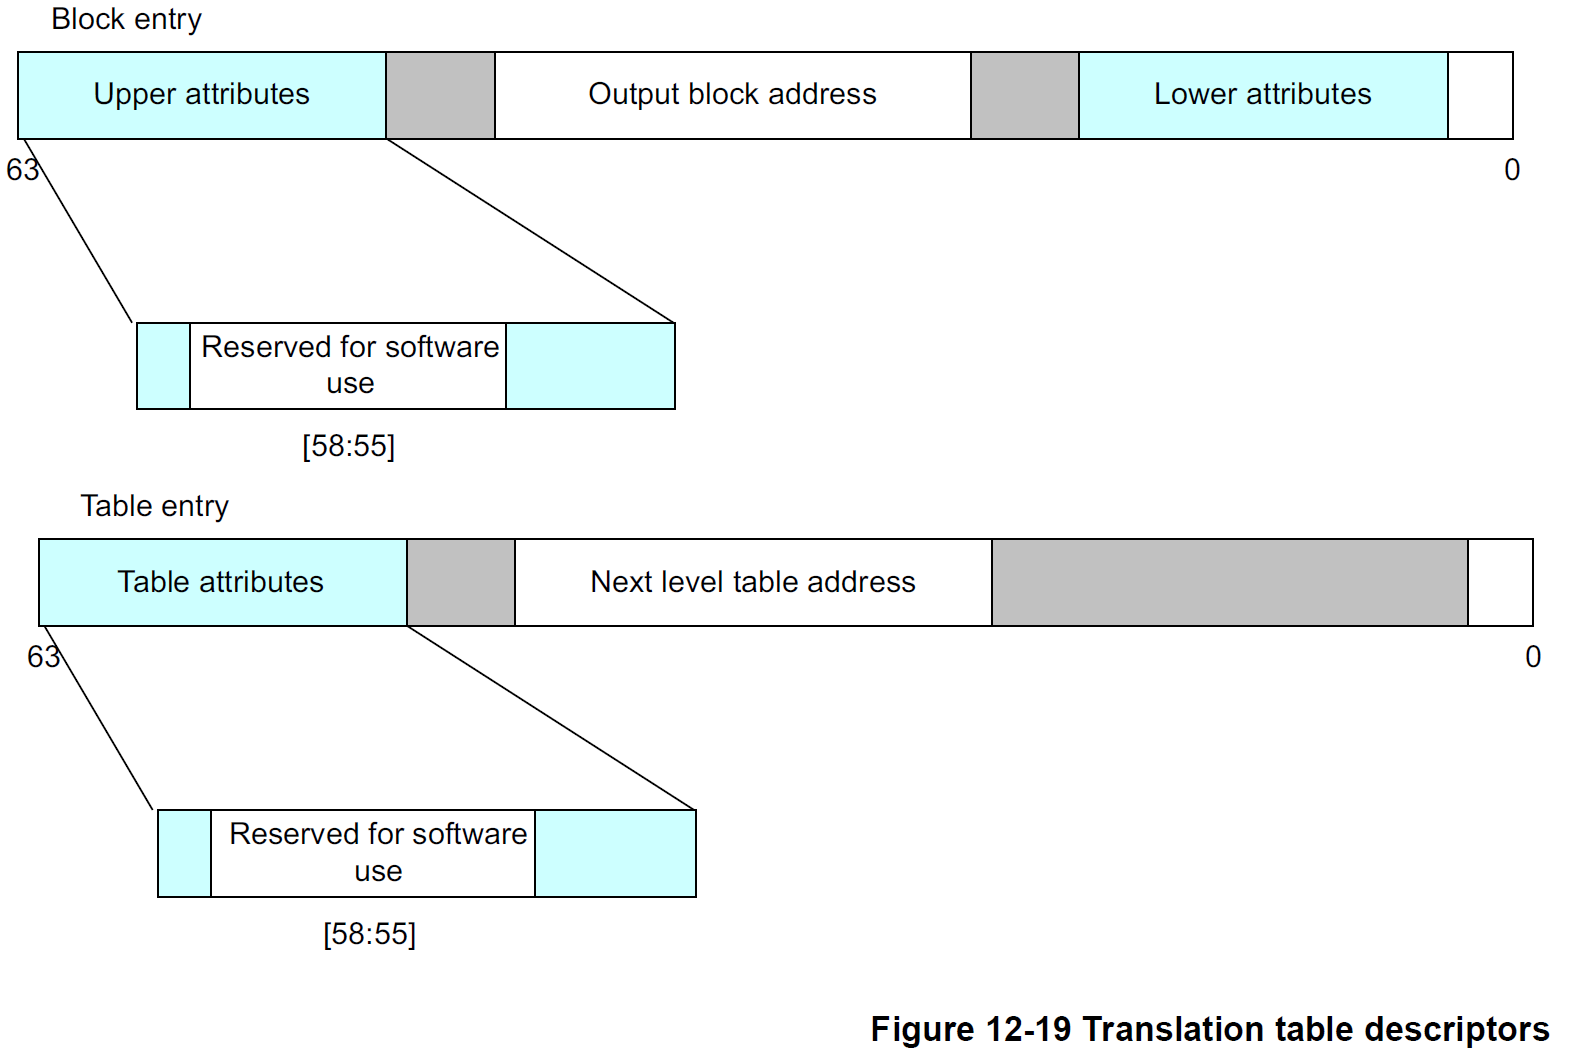 Block entry
Upper attributes
Output block address
Lower attributes
63
0
Reserved for software
use
[58:55]
Table entry
Table attributes
Next level table address
63
0
Reserved for software
use
[58:55]
Figure 12-19 Translation table descriptors